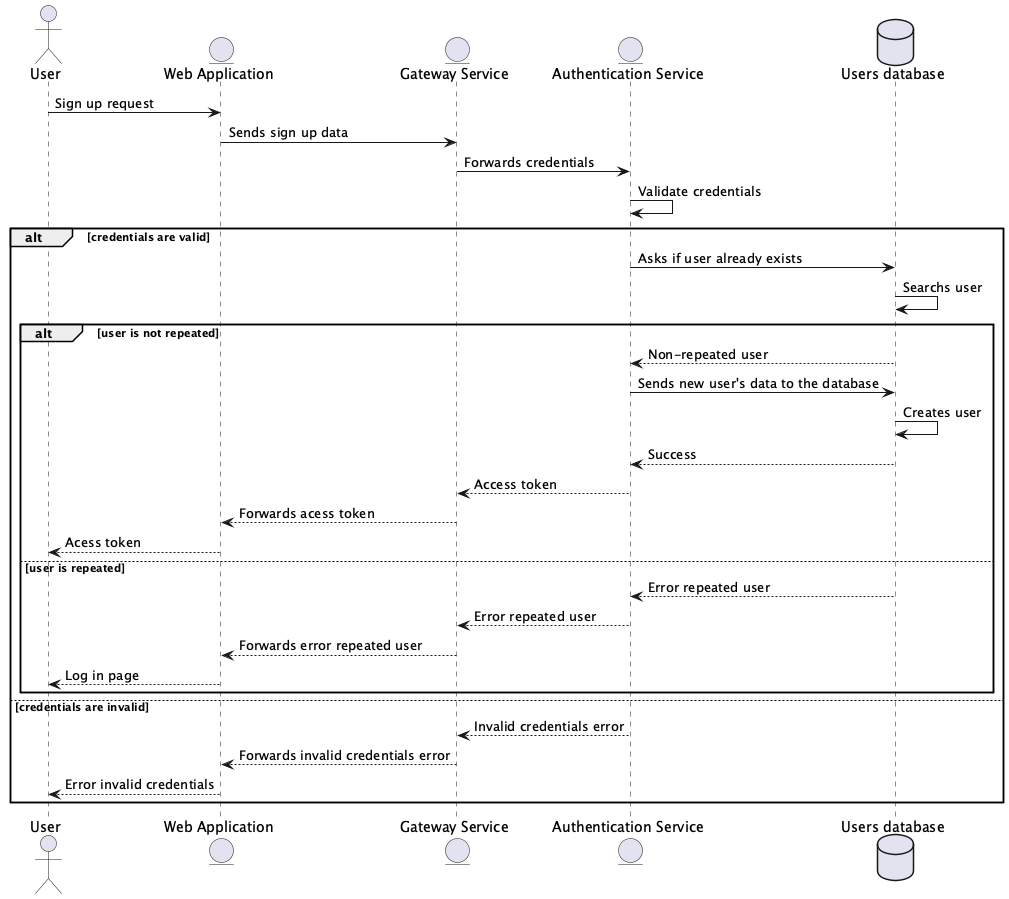 User
Web Application
Gateway Service
Authentication Service
Users database
Sign up request
Sends sign up data
Forwards credentials
Validate credentials
alt [credentials are valid]
Asks if user already exists
Searchs user
alt [user is not repeated]
Non-repeated user
Sends new user's data to the database
Creates user
Success
Access token
Forwards acess token
Acess token
[user is repeated]
Error repeated user
Error repeated user
Forwards error repeated user
Log in page
[credentials are invalid]
Invalid credentials error
Forwards invalid credentials error
Error invalid credentials
User
Web Application
Gateway Service
Authentication Service
Users database